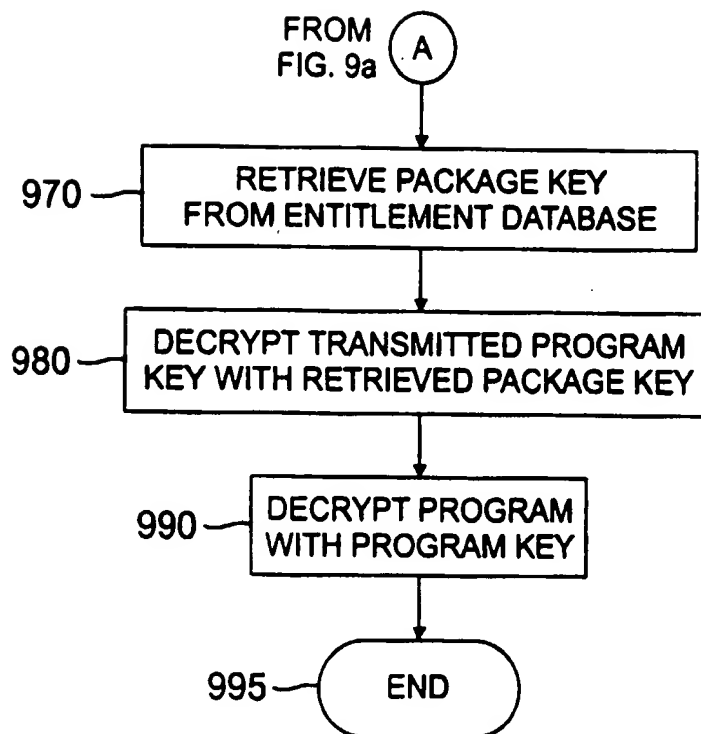 FROM
FIG. 9a
A
970
RETRIEVE PACKAGE KEY
FROM ENTITLEMENT DATABASE
980
DECRYPT TRANSMITTED PROGRAM
KEY WITH RETRIEVED PACKAGE KEY
990
DECRYPT PROGRAM
WITH PROGRAM KEY
995
END